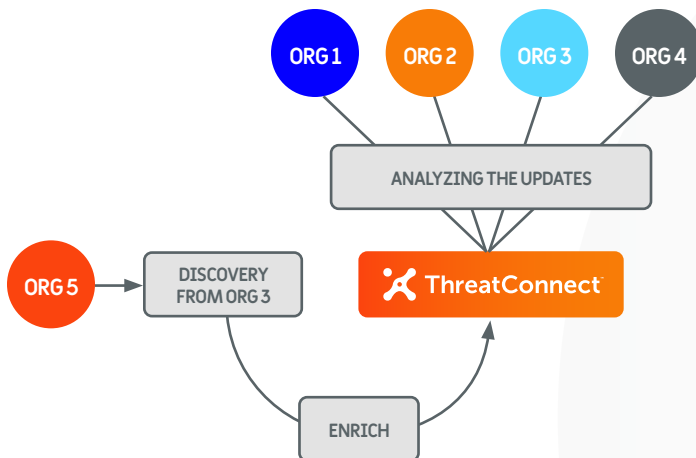 ORG 1
ORG 2
ORG 3
ORG 4
ANALYZING THE UPDATES
ThreatConnect
ORG 5
DISCOVERY
FROM ORG 3
ENRICH